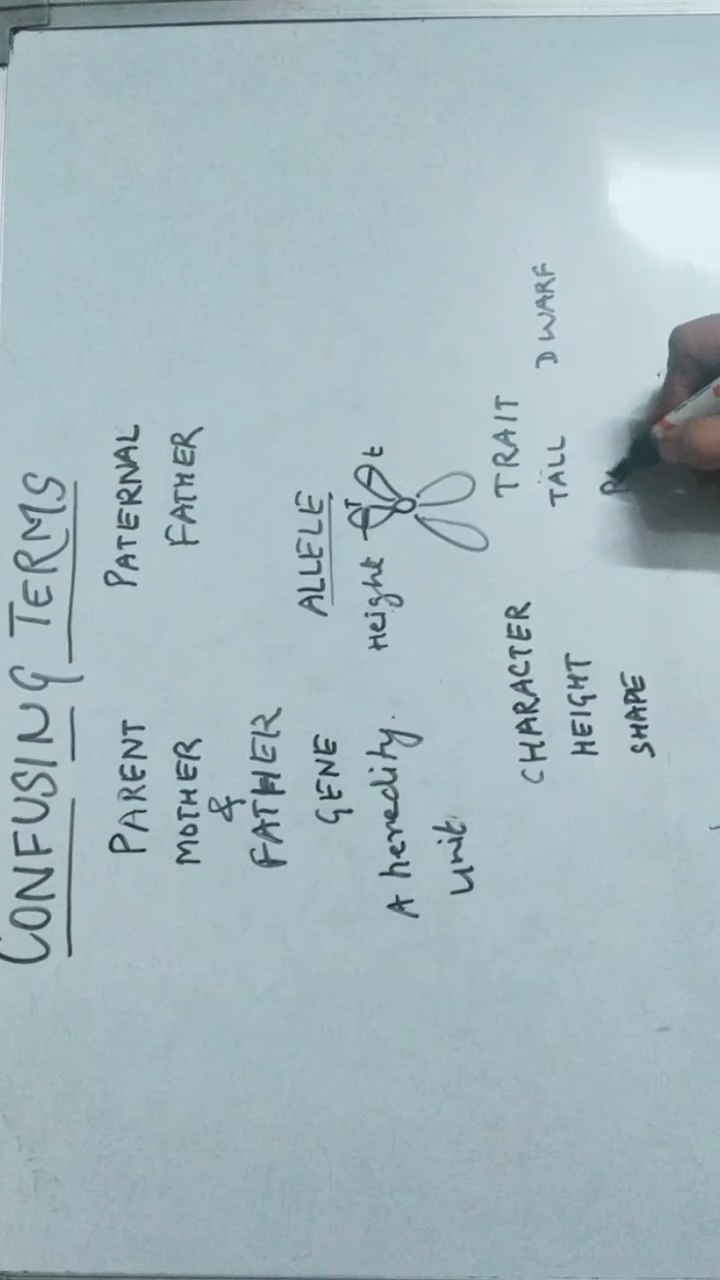 CONFUSING TERMS
PARENT PATERNAL
MOTHER FATHER
&
FATHER
GENE ALLELE
A heredity. Height T t
unit.
CHARACTER TRAIT
HEIGHT TALL DWARF
SHAPE R